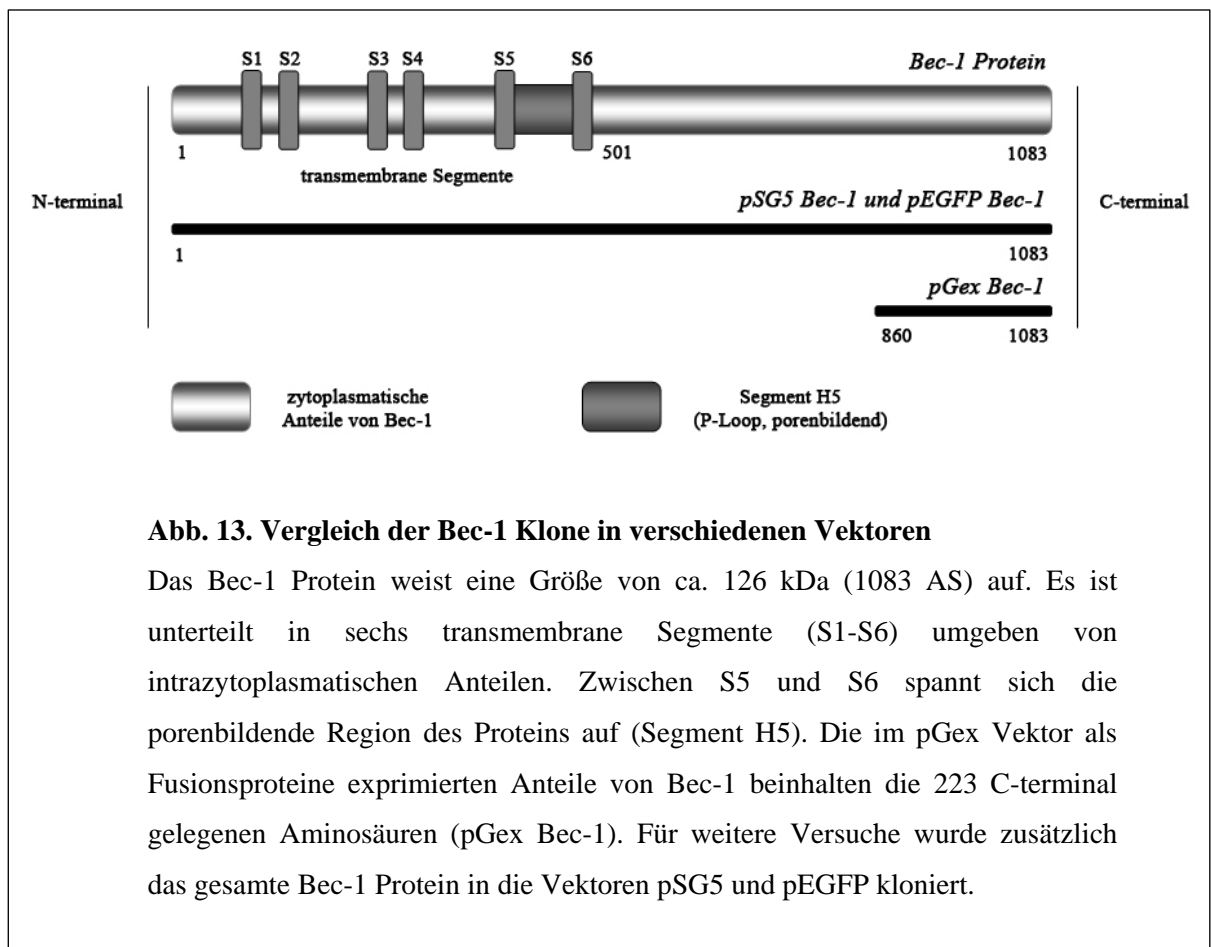 S1 S2 S3 S4 S5 S6 Bec-1 Protein
1 501 1083
transmembrane Segmente
N-terminal C-terminal
pSG5 Bec-1 und pEGFP Bec-1
1 1083
pGex Bec-1
860 1083
zytoplasmatische
Anteile von Bec-1
Segment H5
(P-Loop, porenbildend)
Abb. 13. Vergleich der Bec-1 Klone in verschiedenen Vektoren
Das Bec-1 Protein weist eine Größe von ca. 126 kDa (1083 AS) auf. Es ist
unterteilt in sechs transmembrane Segmente (S1-S6) umgeben von
intrazytoplasmatischen Anteilen. Zwischen S5 und S6 spannt sich die
porenbildende Region des Proteins auf (Segment H5). Die im pGex Vektor als
Fusionsproteine exprimierten Anteile von Bec-1 beinhalten die 223 C-terminal
gelegenen Aminosäuren (pGex Bec-1). Für weitere Versuche wurde zusätzlich
das gesamte Bec-1 Protein in die Vektoren pSG5 und pEGFP kloniert.